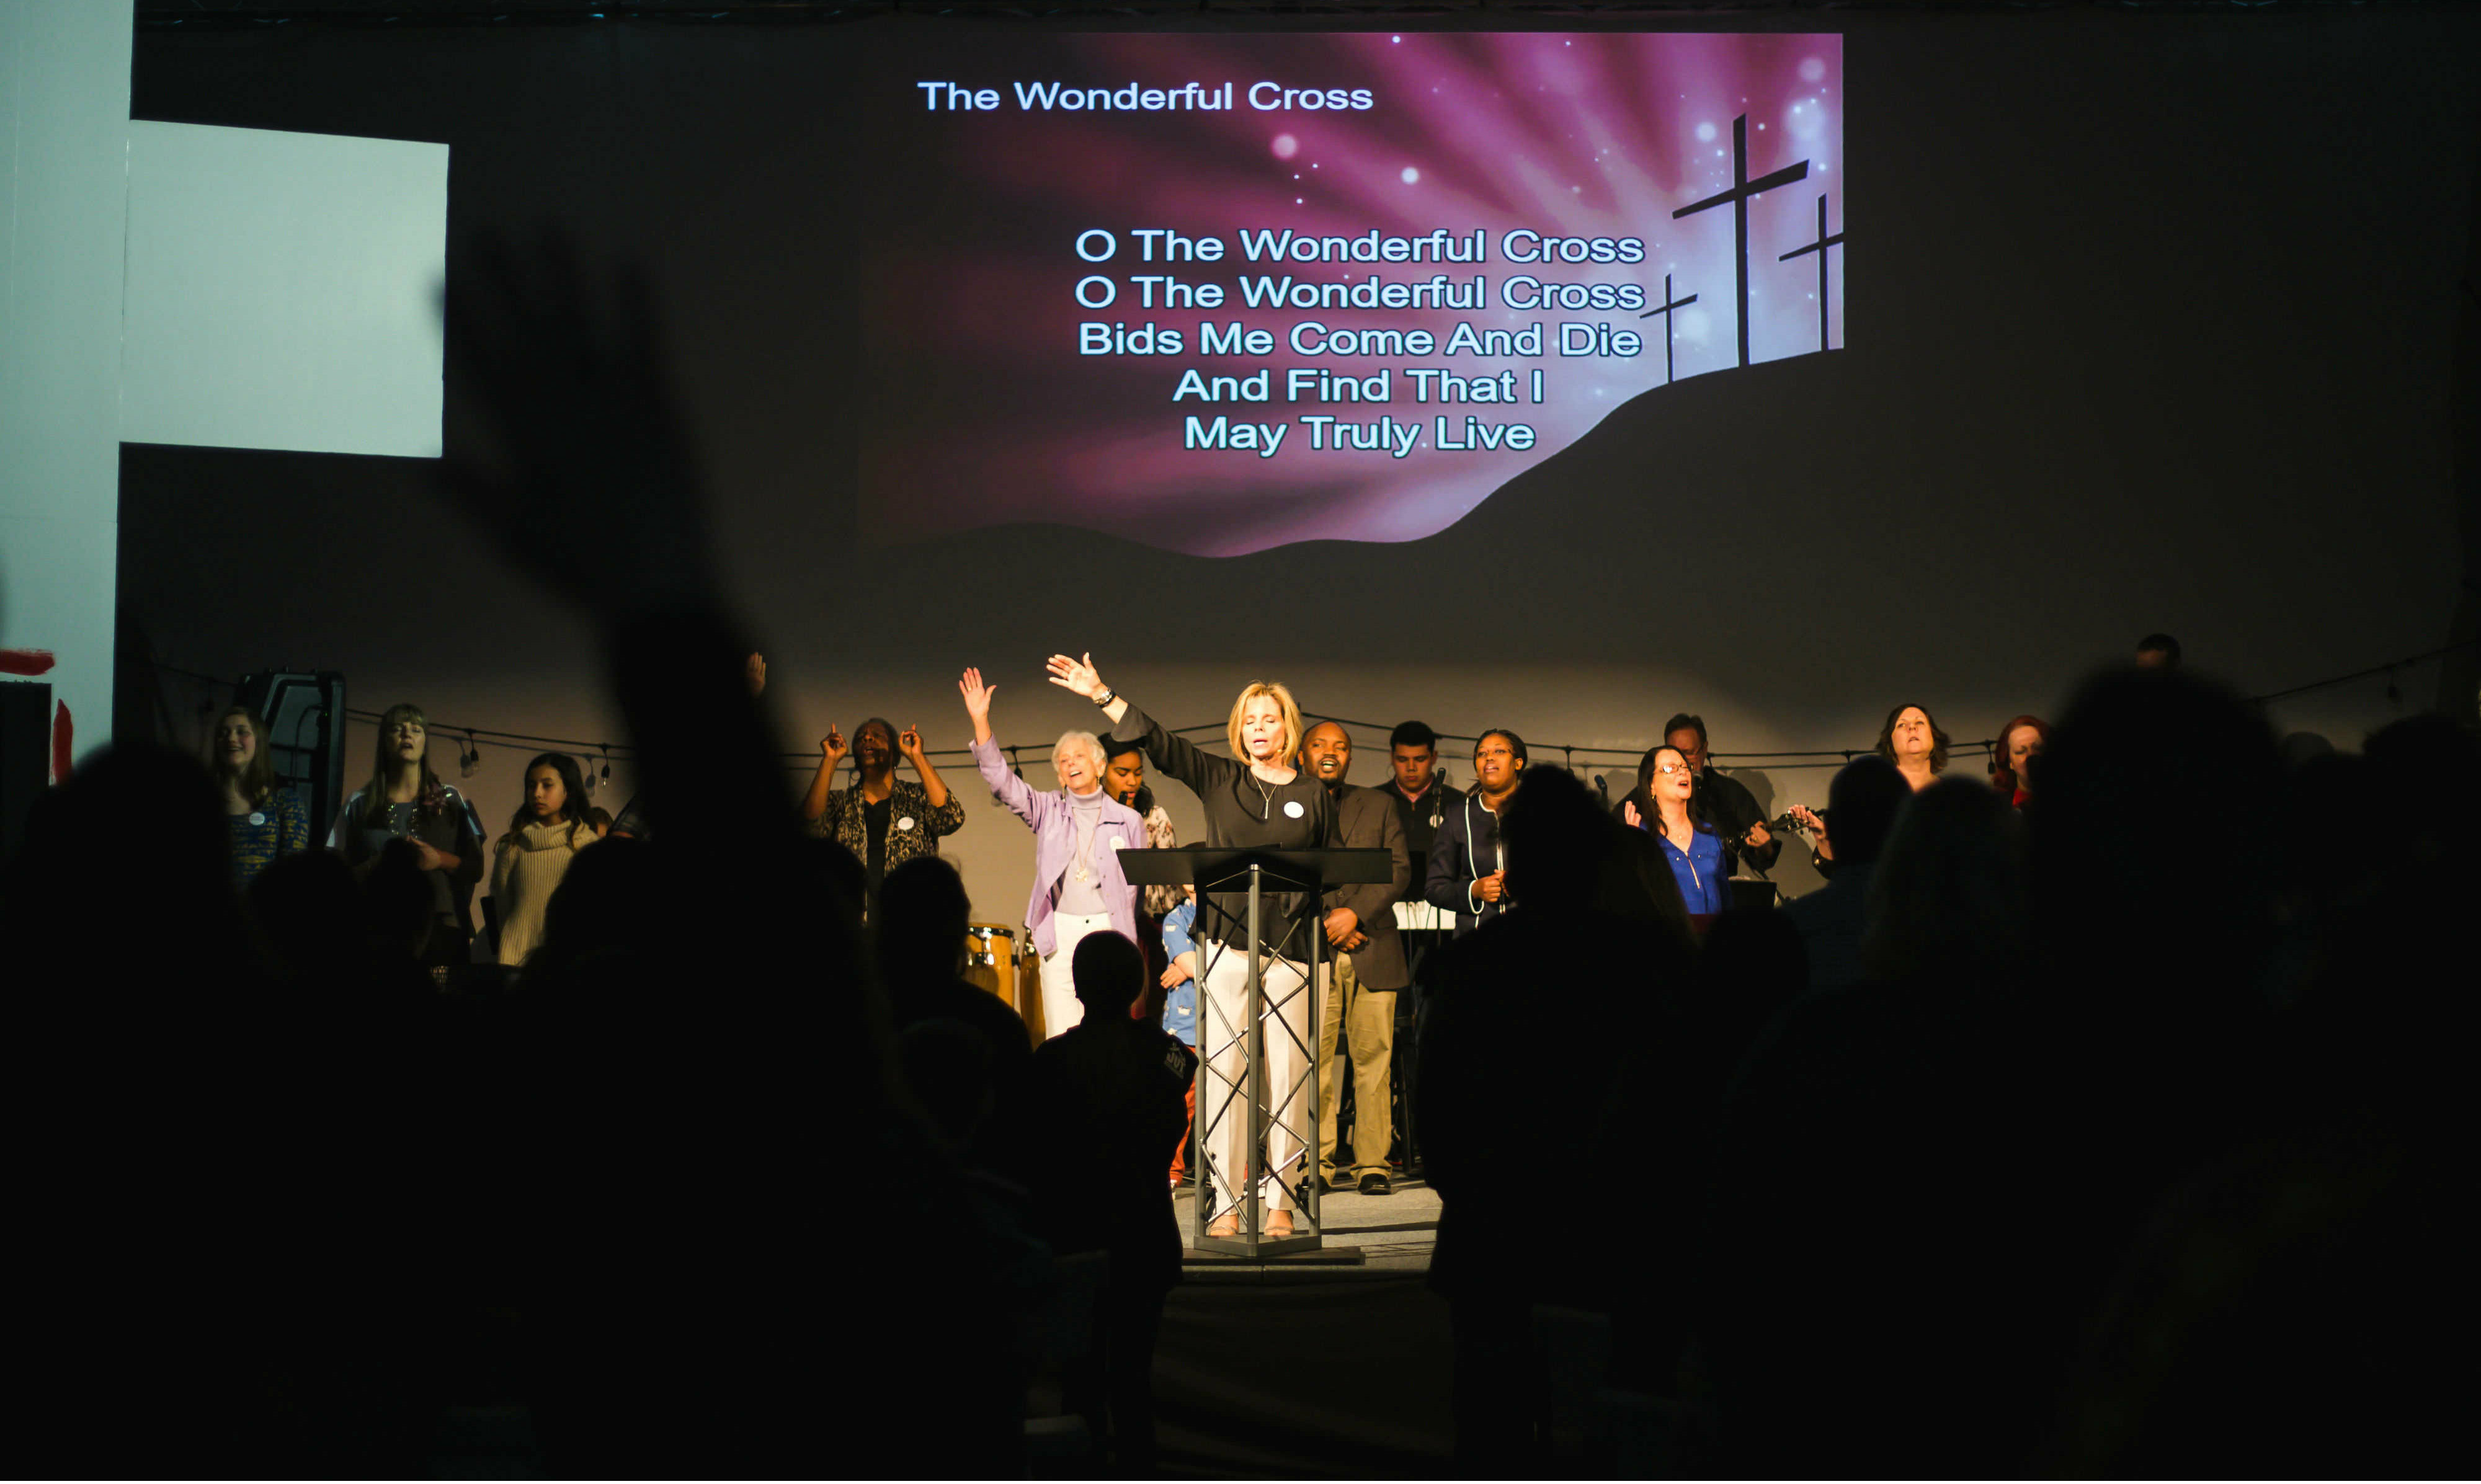 The Wonderful Cross
O The Wonderful Cross
O The Wonderful Cross
Bids Me Come And Die
And Find That I
May Truly Live